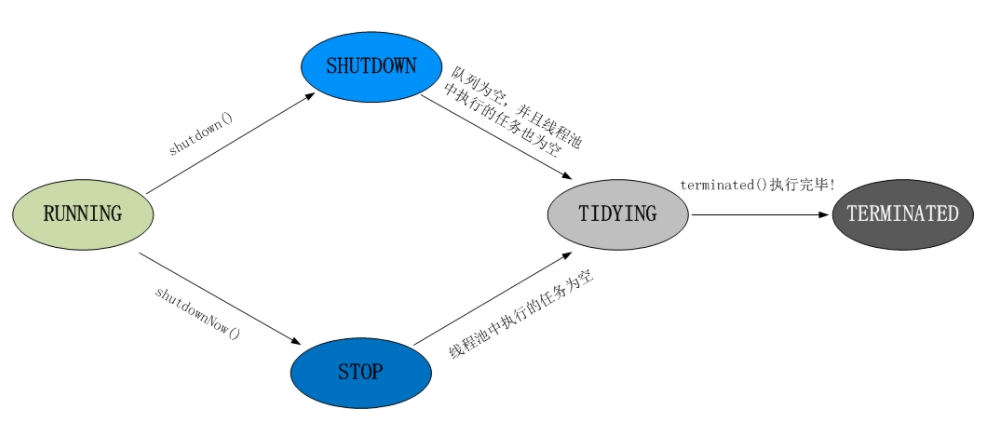 SHUTDOWN
队列为空，并且线程池
中执行的任务也为空
shutdown()
RUNNING
TIDYING
terminated()执行完毕!
TERMINATED
shutdownNow()
线程池中执行的任务为空
STOP